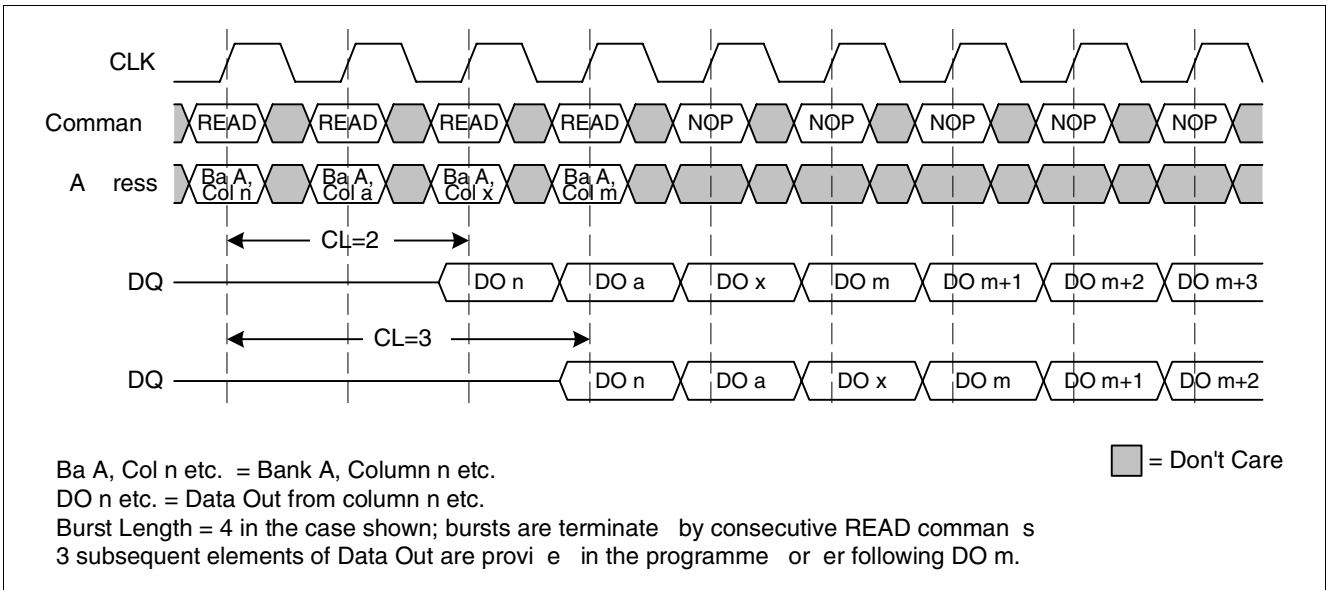 CLK
Comman READ READ READ READ NOP NOP NOP NOP NOP
A ress Ba A, Col n Ba A, Col a Ba A, Col x Ba A, Col m
CL=2
DQ DO n DO a DO x DO m DO m+1 DO m+2 DO m+3
CL=3
DQ DO n DO a DO x DO m DO m+1 DO m+2
= Don't Care
Ba A, Col n etc. = Bank A, Column n etc.
DO n etc. = Data Out from column n etc.
Burst Length = 4 in the case shown; bursts are terminate by consecutive READ comman s
3 subsequent elements of Data Out are provi e in the programme or er following DO m.